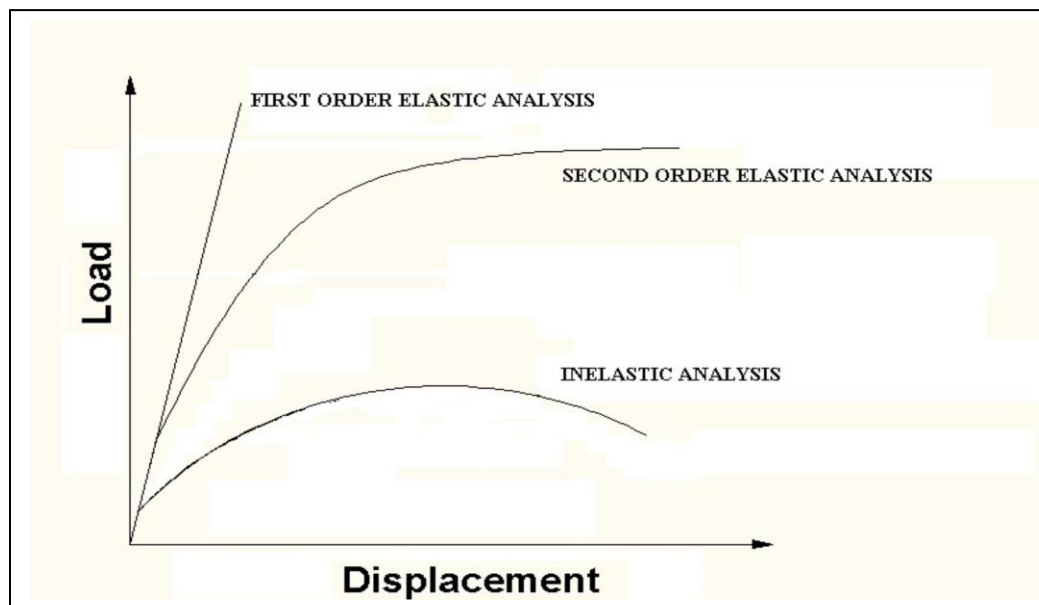 FIRST ORDER ELASTIC ANALYSIS
SECOND ORDER ELASTIC ANALYSIS
Load
INELASTIC ANALYSIS
Displacement